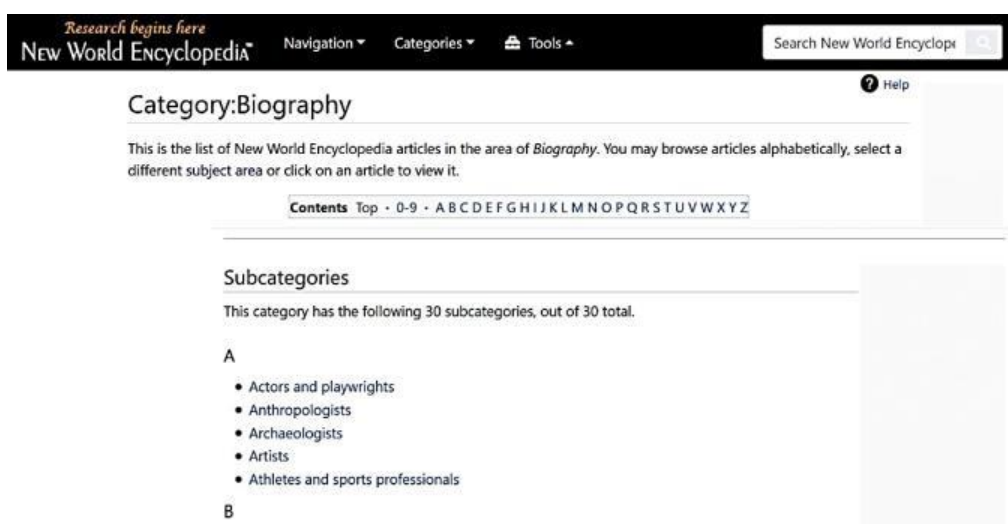 Research begins here
New World Encyclopedia™
Navigation
Categories
Tools
Search New World Encyclope
Help
Category:Biography
This is the list of New World Encyclopedia articles in the area of Biography. You may browse articles alphabetically, select a
different subject area or click on an article to view it.
Contents Top · 0-9 · A B C D E F G H I J K L M N O P Q R S T U V W X Y Z
Subcategories
This category has the following 30 subcategories, out of 30 total.
A
• Actors and playwrights
• Anthropologists
• Archaeologists
• Artists
• Athletes and sports professionals
B